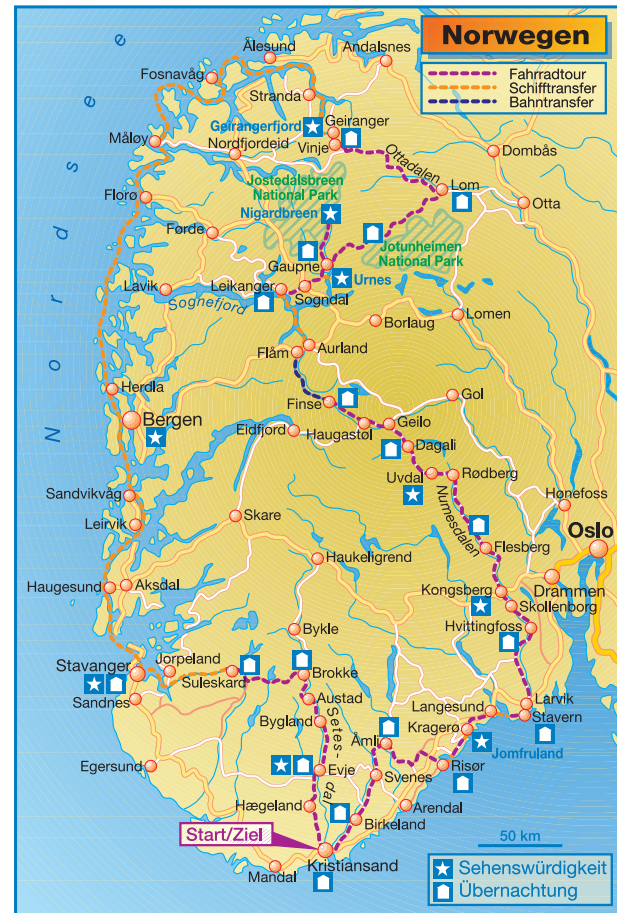 Norwegen
Fahrradtour
Schifftransfer
Bahntransfer
Nordsee
Ålesund
Andalsnes
Fosnavåg
Stranda
Geirangerfjord
Geiranger
Måløy
Nordfjordeid
Vinje
Ottadalen
Dombås
Jostedalsbreen
National Park
Lom
Florø
Nigardbreen
Otta
Førde
Jotunheimen
National Park
Gaupne
Urnes
Lavik
Leikanger
Sogndal
Sognefjord
Borlaug
Lomen
Flåm
Aurland
Herdla
Finse
Gol
Bergen
Eidfjord
Haugastøl
Geilo
Dagali
Uvdal
Rødberg
Sandvikvåg
Numesdalen
Hønefoss
Leirvik
Skare
Oslo
Haukeligrend
Flesberg
Haugesund
Aksdal
Kongsberg
Drammen
Skollenborg
Bykle
Hvittingfoss
Stavanger
Jorpeland
Suleskard
Brokke
Sandnes
Austad
Langesund
Larvik
Stavern
Bygland
Setes-
dal
Kragerø
Åmli
Jomfruland
Egersund
Evje
Svenes
Risør
Hægeland
Arendal
Birkeland
Start/Ziel
50 km
Kristiansand
Mandal
Sehenswürdigkeit
Übernachtung